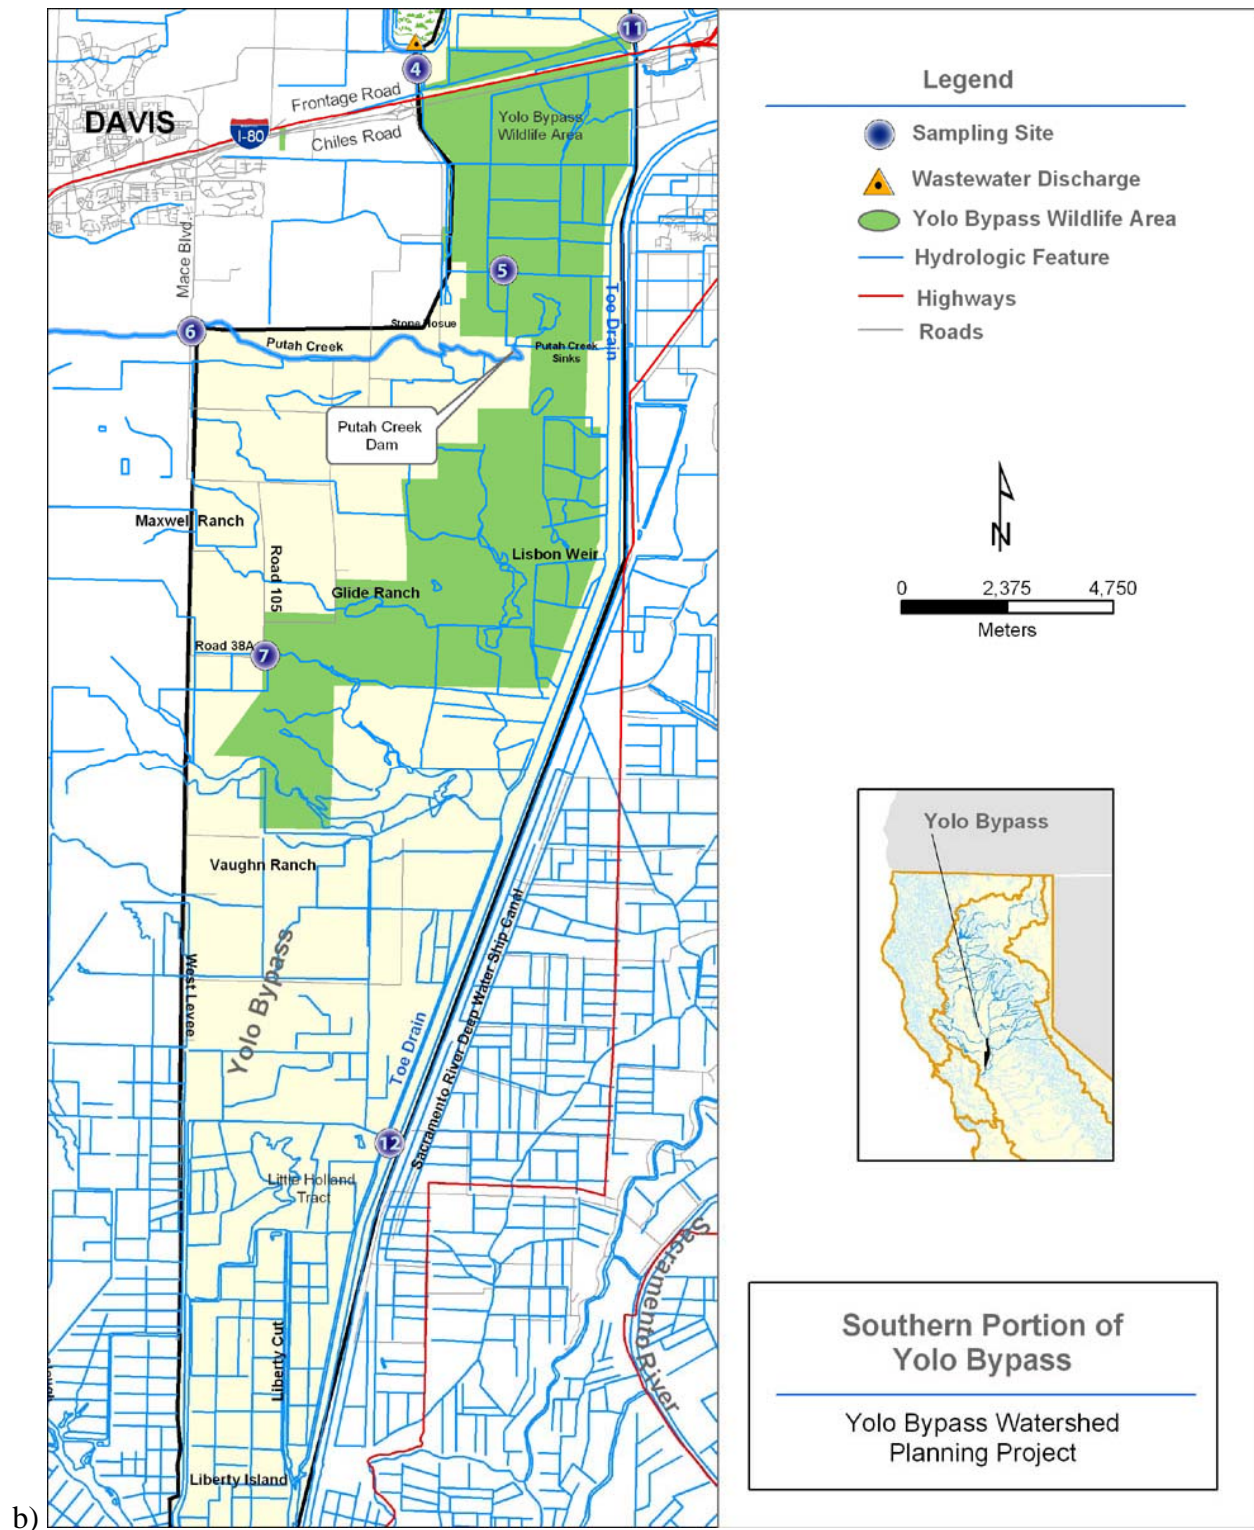 11
4
Frontage Road
DAVIS
I-80
Chiles Road
Yolo Bypass
Wildlife Area
Mace Blvd.
5
Toe Drain
6
Stone Hosue
Putah Creek
Putah Creek
Sinks
Putah Creek
Dam
Maxwell Ranch
Road 105
Lisbon Weir
Glide Ranch
Road 38A
7
Vaughn Ranch
West Levee
Yolo Bypass
Toe Drain
Sacramento River Deep Water Ship Canal
12
Little Holland
Tract
Sacramento River
Liberty Cut
Liberty Island
b)
Legend
Sampling Site
Wastewater Discharge
Yolo Bypass Wildlife Area
Hydrologic Feature
Highways
Roads
N
0 2,375 4,750
Meters
Yolo Bypass
Southern Portion of
Yolo Bypass
Yolo Bypass Watershed
Planning Project